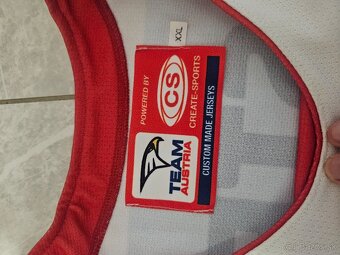 XXL
POWERED BY
CS
CREATE-SPORTS
CUSTOM MADE JERSEYS
TEAM
AUSTRIA